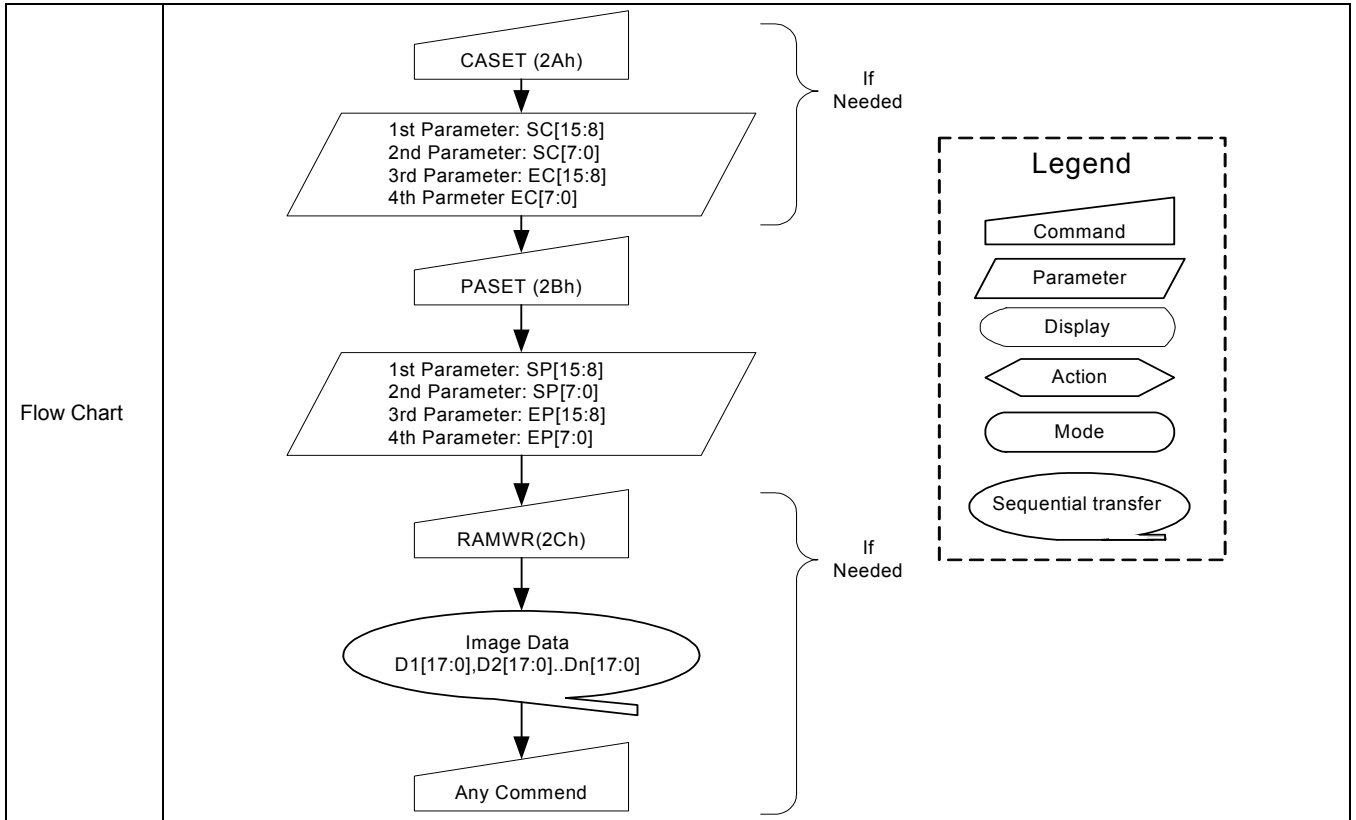 Flow Chart
CASET (2Ah)
1st Parameter: SC[15:8]
2nd Parameter: SC[7:0]
3rd Parameter: EC[15:8]
4th Parmeter EC[7:0]
If
Needed
PASET (2Bh)
1st Parameter: SP[15:8]
2nd Parameter: SP[7:0]
3rd Parameter: EP[15:8]
4th Parameter: EP[7:0]
RAMWR(2Ch)
Image Data
D1[17:0],D2[17:0]..Dn[17:0]
Any Commend
If
Needed
Legend
Command
Parameter
Display
Action
Mode
Sequential transfer